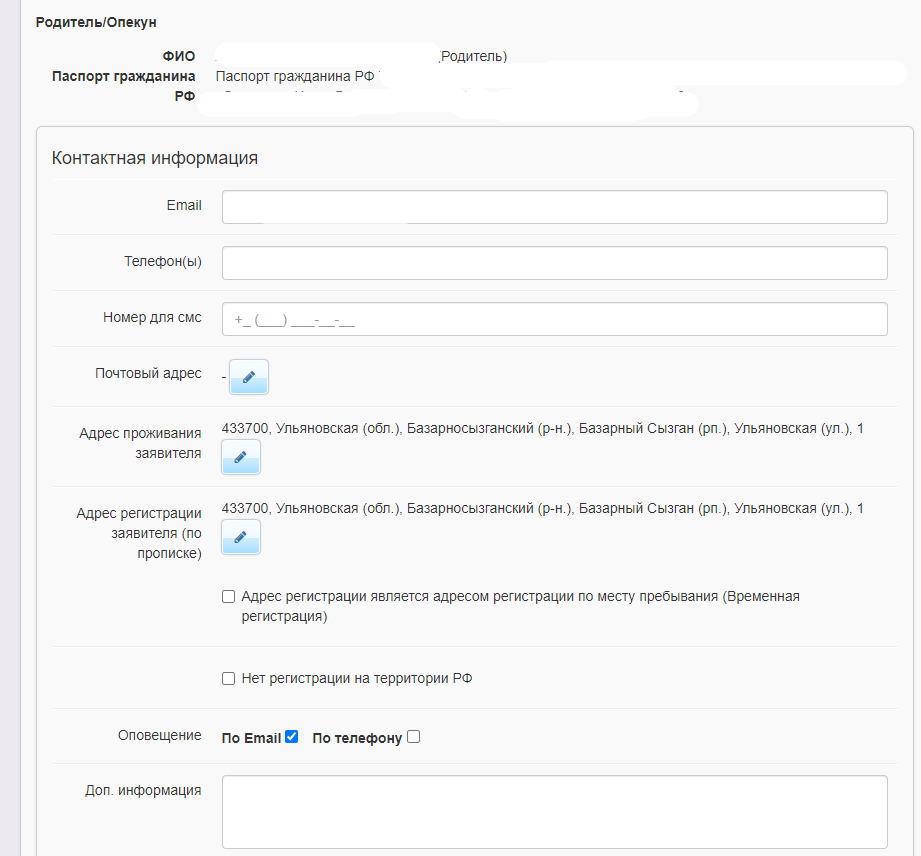 Родитель/Опекун
ФИО
Родитель)
Паспорт гражданина РФ
Паспорт гражданина РФ
Контактная информация
Email
Телефон(ы)
Номер для смс
+_ (___) ___-__-__
Почтовый адрес
-
Адрес проживания
заявителя
433700, Ульяновская (обл.), Базарносызганский (р-н.), Базарный Сызган (рп.), Ульяновская (ул.), 1
Адрес регистрации
заявителя (по
прописке)
433700, Ульяновская (обл.), Базарносызганский (р-н.), Базарный Сызган (рп.), Ульяновская (ул.), 1
Адрес регистрации является адресом регистрации по месту пребывания (Временная
регистрация)
Нет регистрации на территории РФ
Оповещение
По Email По телефону
Доп. информация